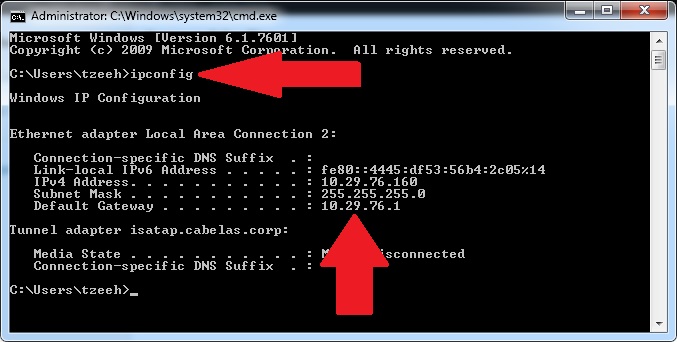 Administrator: C:\Windows\system32\cmd.exe
Microsoft Windows [Version 6.1.7601]
Copyright (c) 2009 Microsoft Corporation.  All rights reserved.
C:\Users\tzeeh>ipconfig
Windows IP Configuration
Ethernet adapter Local Area Connection 2:
Connection-specific DNS Suffix  . :
Link-local IPv6 Address . . . . . : fe80::4445:df53:56b4:2c05%14
IPv4 Address. . . . . . . . . . . : 10.29.76.160
Subnet Mask . . . . . . . . . . . : 255.255.255.0
Default Gateway . . . . . . . . . : 10.29.76.1
Tunnel adapter isatap.cabelas.corp:
Media State . . . . . . . . . . . : M disconnected
Connection-specific DNS Suffix  . :
C:\Users\tzeeh>_